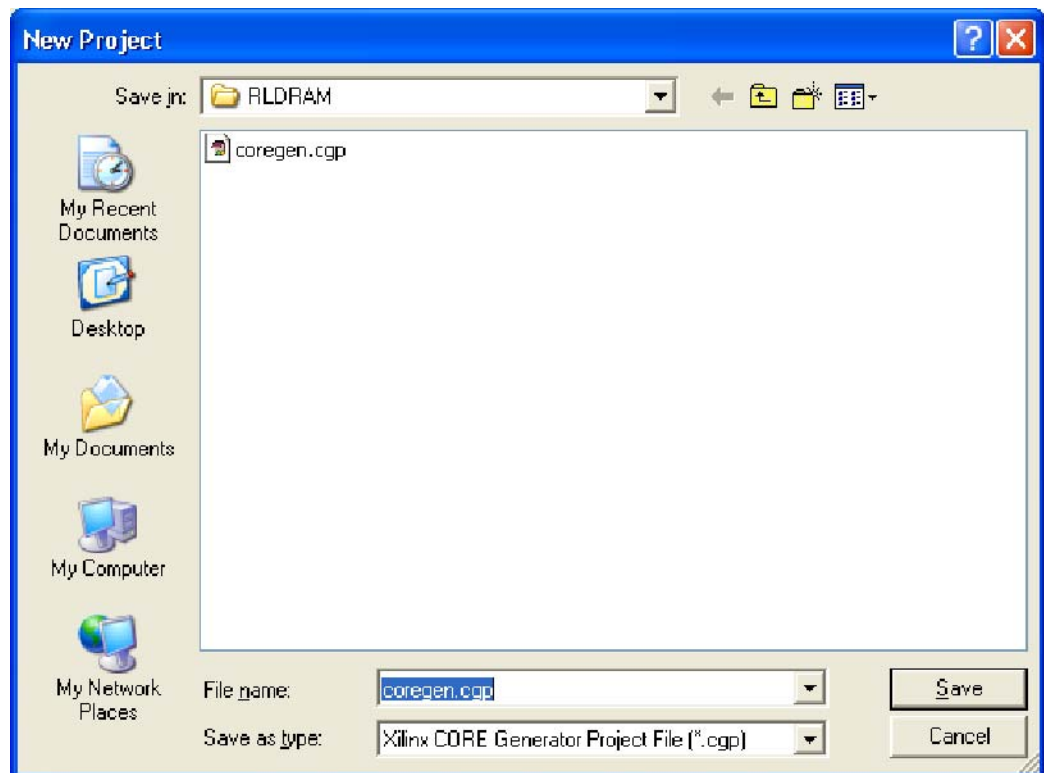 New Project
Save in:
RLDRAM
coregen.cgp
My Recent
Documents
Desktop
My Documents
My Computer
My Network
Places
File name:
coregen.cgp
Save
Save as type:
Xilinx CORE Generator Project File (*.cgp)
Cancel